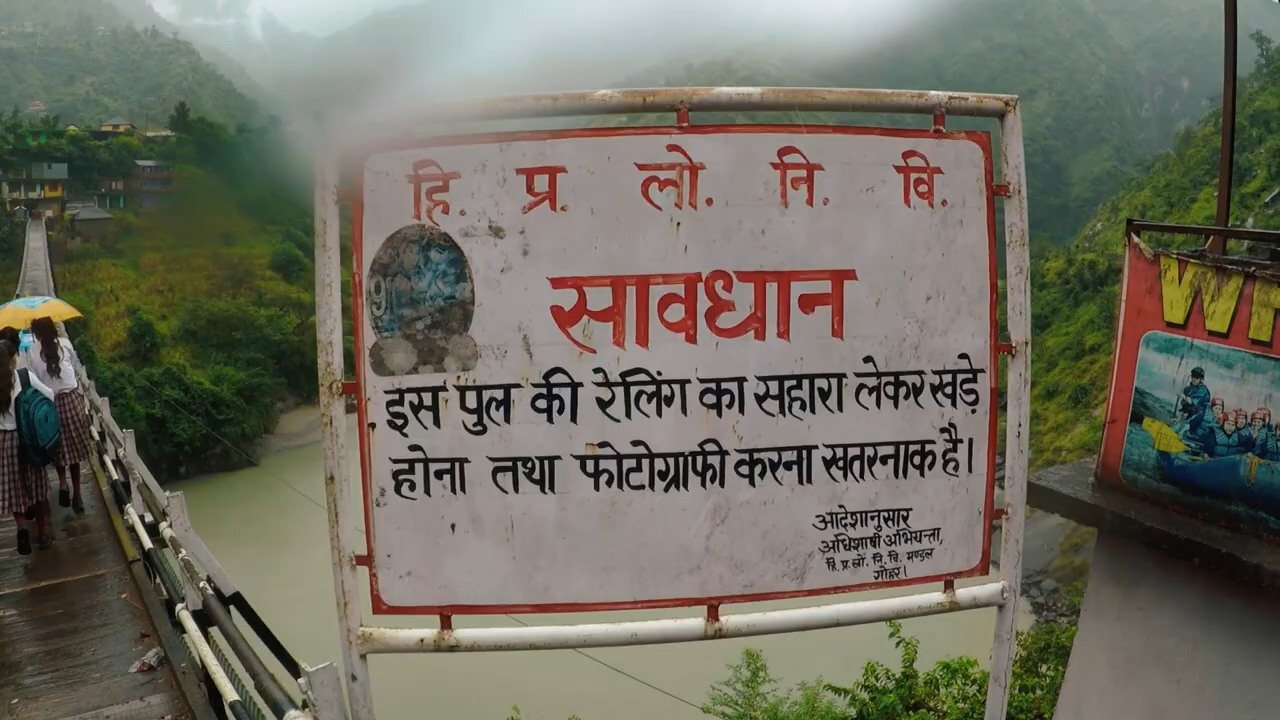 हि. प्र. लो. नि. वि.
सावधान
इस पुल की रेलिंग का सहारा लेकर खड़े
होना तथा फोटोग्राफी करना खतरनाक है।
आदेशानुसार
अधिशाषी अभियन्ता,
हि. प्र. लो. नि. वि. मण्डल
गोहर।